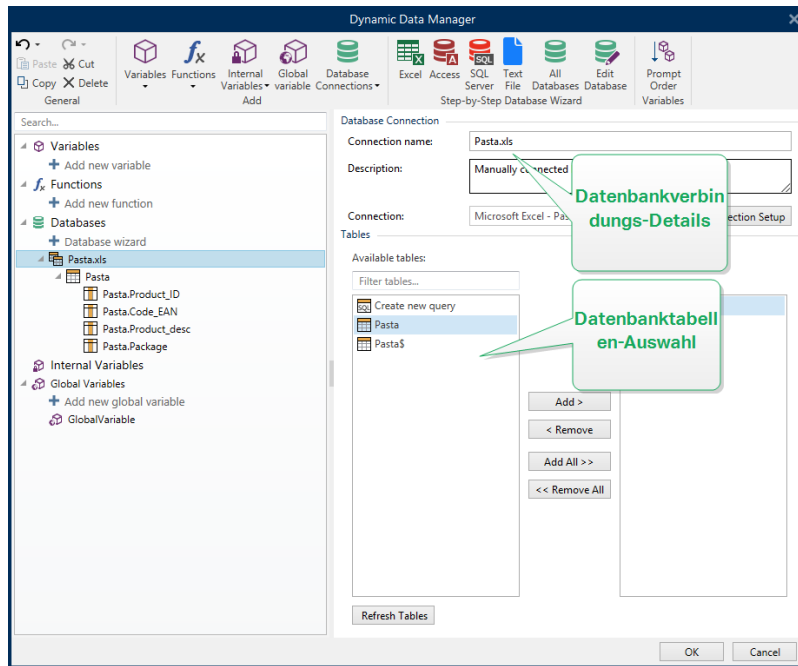 Dynamic Data Manager
Paste
Cut
Copy
Delete
General
Variables
Functions
Internal
Variables
Global
variable
Database
Connections
Add
Excel
Access
SQL
Server
Text
File
All
Databases
Edit
Database
Step-by-Step Database Wizard
Prompt
Order
Variables
Search...
Variables
Add new variable
Functions
Add new function
Databases
Database wizard
Pasta.xls
Pasta
Pasta.Product_ID
Pasta.Code_EAN
Pasta.Product_desc
Pasta.Package
Internal Variables
Global Variables
Add new global variable
GlobalVariable
Database Connection
Connection name:
Pasta.xls
Description:
Manually connected
Connection:
Microsoft Excel - Pas
ection Setup
Datenbankverbin
dungs-Details
Tables
Available tables:
Filter tables...
Create new query
Pasta
Pasta$
Datenbanktabell
en-Auswahl
Add >
< Remove
Add All >>
<< Remove All
Refresh Tables
OK
Cancel